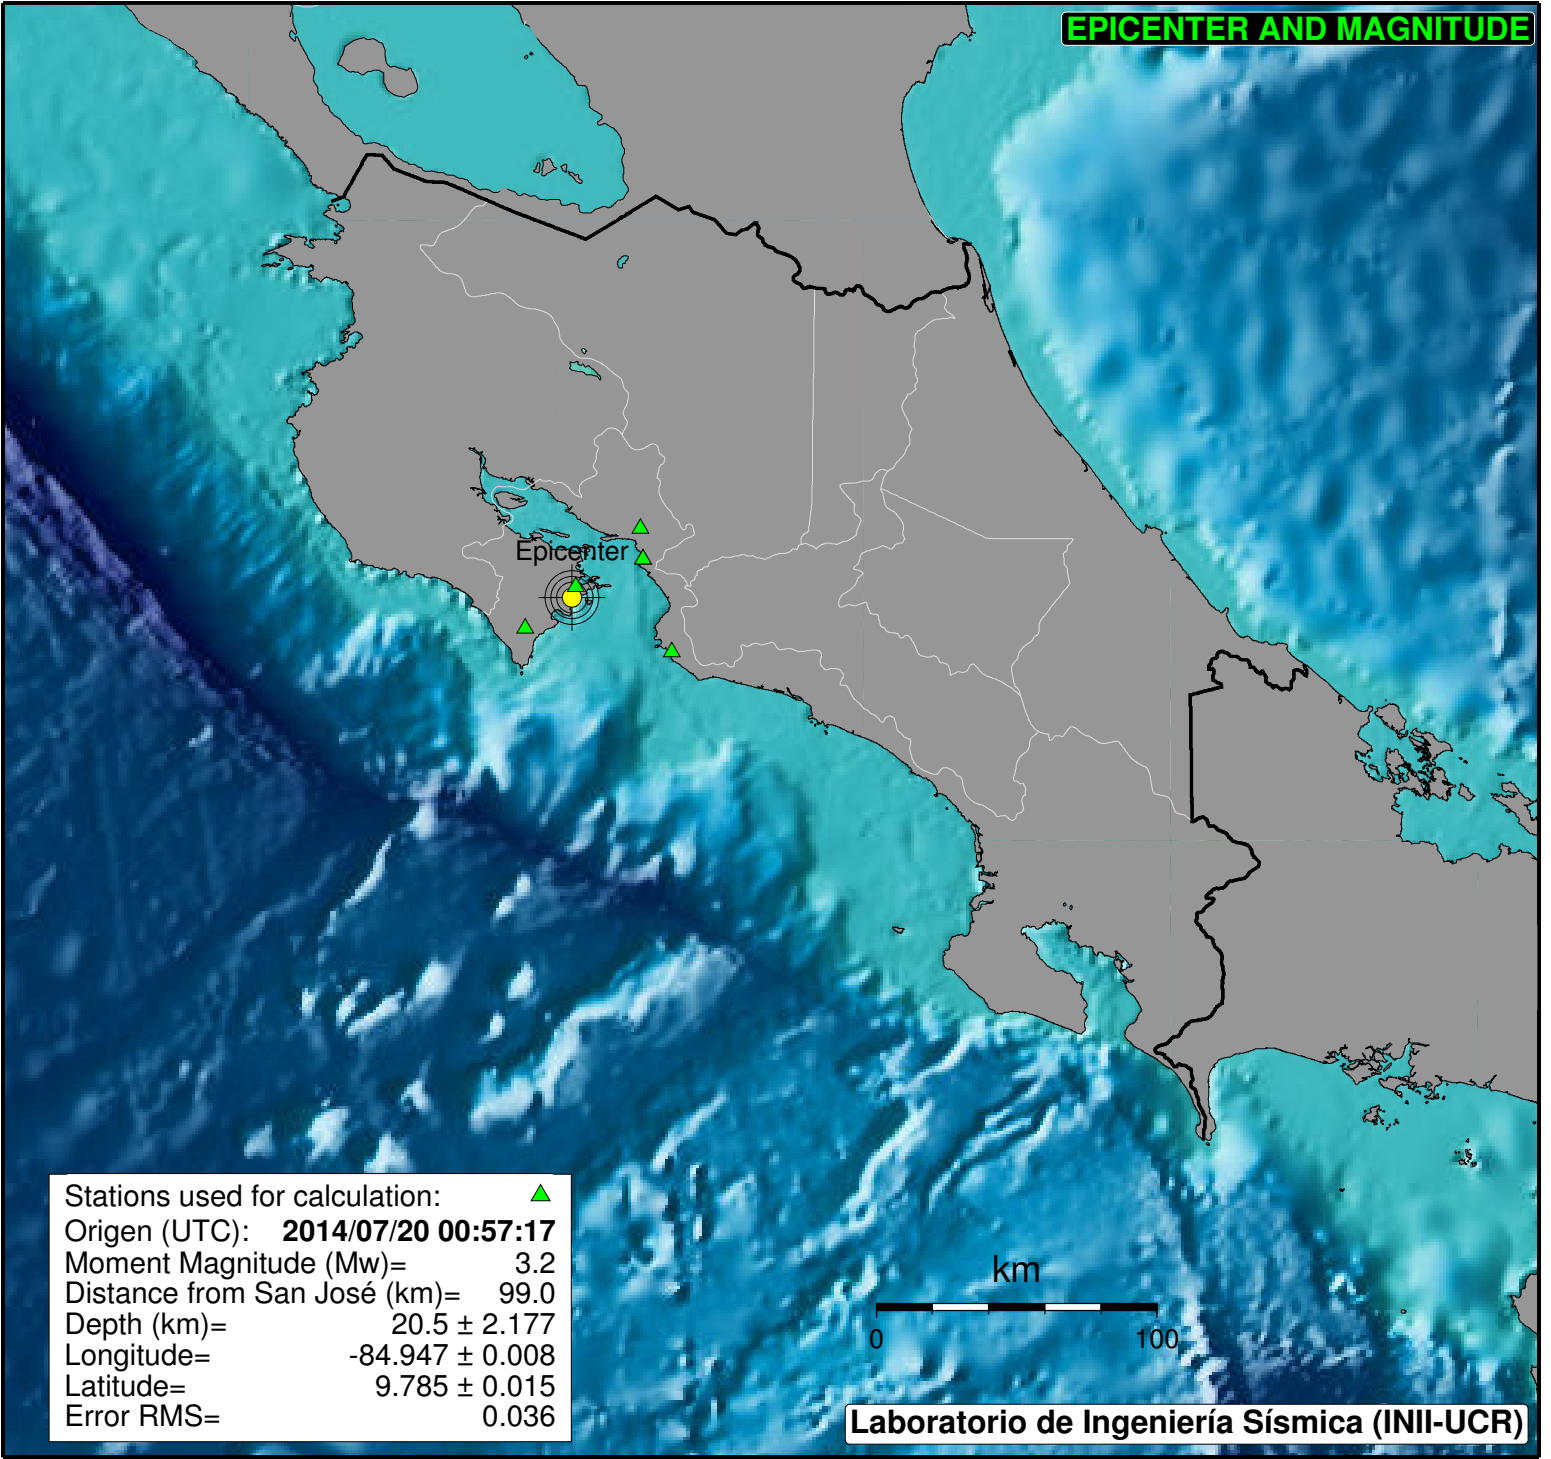 EPICENTER AND MAGNITUDE
Epicenter
Stations used for calculation:
Origen (UTC): 2014/07/20 00:57:17
Moment Magnitude (Mw)= 3.2
Distance from San José (km)= 99.0
Depth (km)= 20.5 ± 2.177
Longitude= -84.947 ± 0.008
Latitude= 9.785 ± 0.015
Error RMS= 0.036
km
0 100
Laboratorio de Ingeniería Sísmica (INII-UCR)